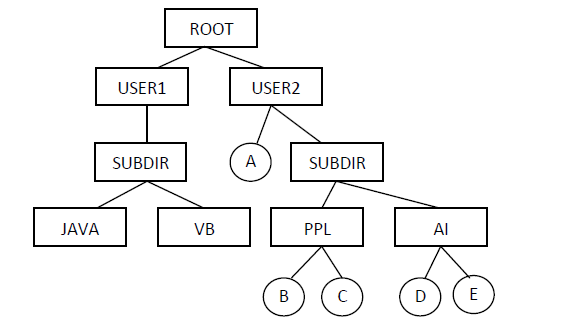 ROOT
USER1
USER2
SUBDIR
A
SUBDIR
JAVA
VB
PPL
AI
B
C
D
E